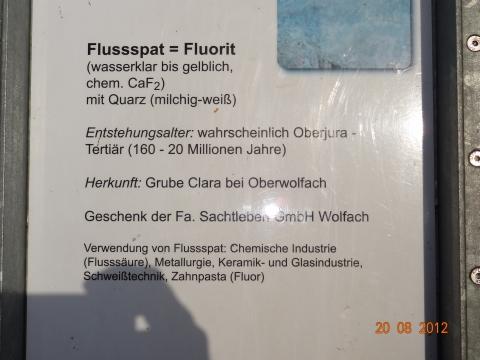 Flussspat = Fluorit
(wasserklar bis gelblich,
chem. CaF₂)
mit Quarz (milchig-weiß)
Entstehungsalter: wahrscheinlich Oberjura -
Tertiär (160 - 20 Millionen Jahre)
Herkunft: Grube Clara bei Oberwolfach
Geschenk der Fa. Sachtleben GmbH Wolfach
Verwendung von Flussspat: Chemische Industrie
(Flusssäure), Metallurgie, Keramik- und Glasindustrie,
Schweißtechnik, Zahnpasta (Fluor)
20 08 2012